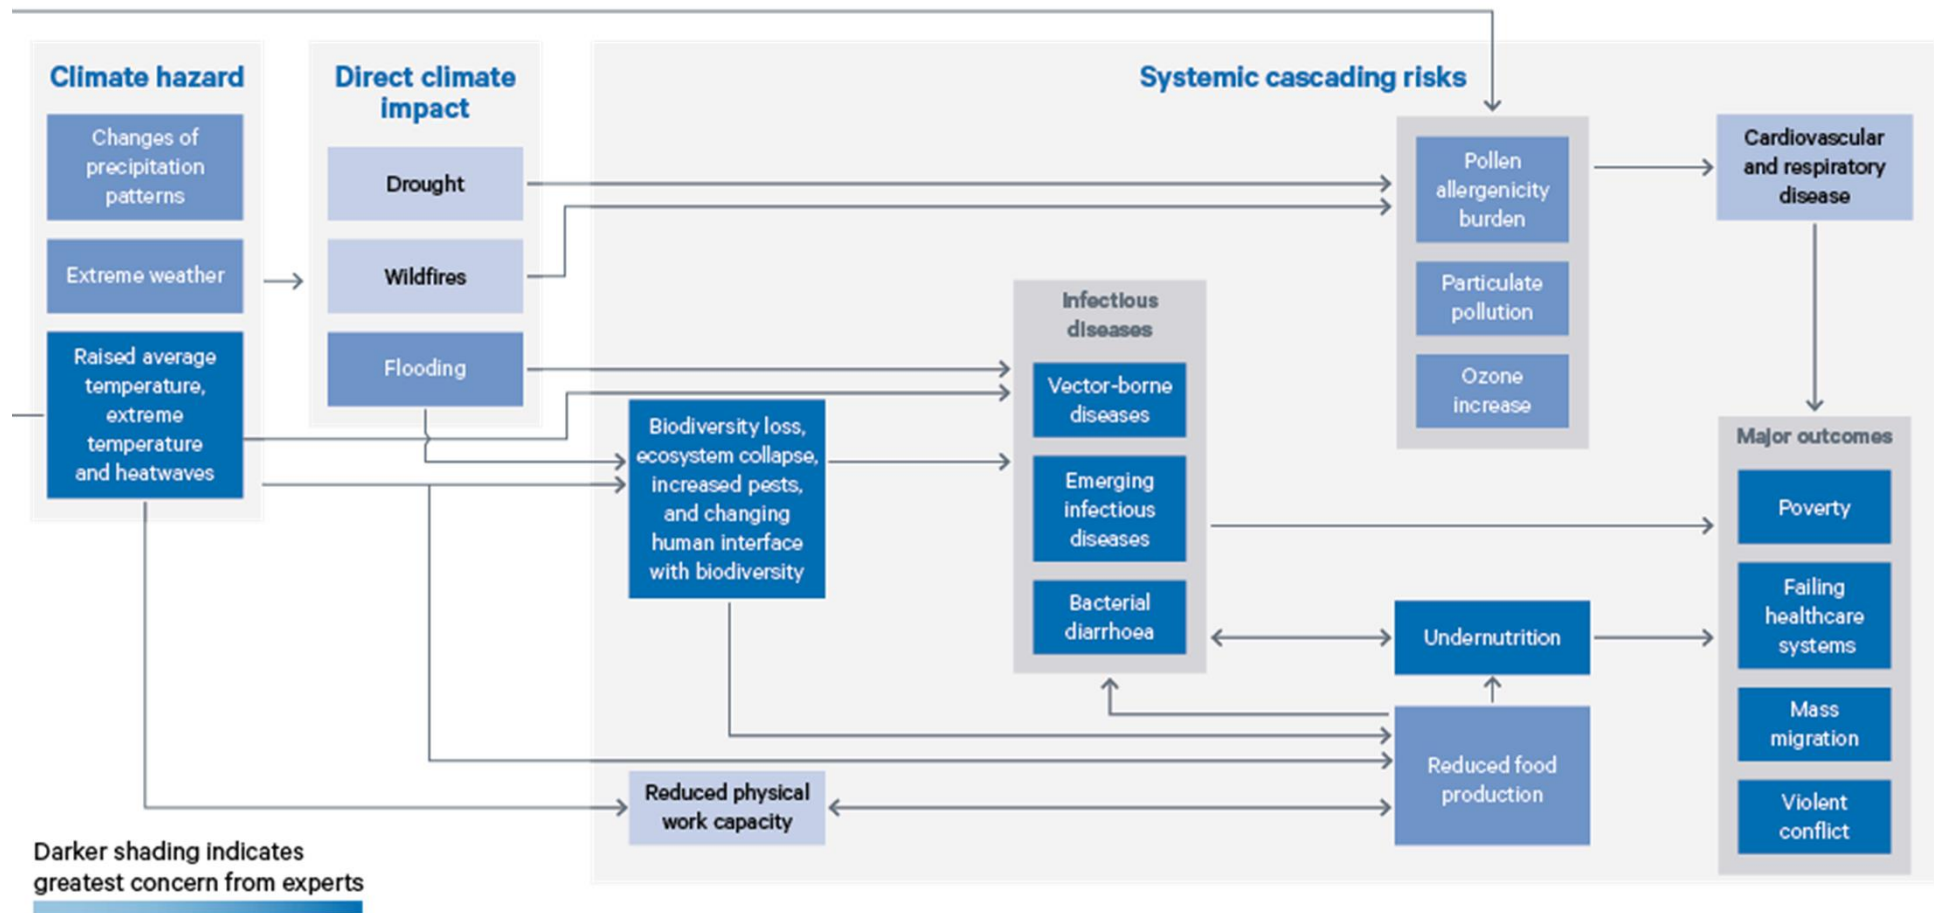 Climate hazard
Changes of
precipitation
patterns
Extreme weather
Raised average
temperature,
extreme
temperature
and heatwaves
Direct climate
impact
Drought
Wildfires
Flooding
Systemic cascading risks
Biodiversity loss,
ecosystem collapse,
increased pests,
and changing
human interface
with biodiversity
Reduced physical
work capacity
Infectious
diseases
Vector-borne
diseases
Emerging
infectious
diseases
Bacterial
diarrhoea
Pollen
allergenicity
burden
Particulate
pollution
Ozone
increase
Undernutrition
Reduced food
production
Cardiovascular
and respiratory
disease
Major outcomes
Poverty
Failing
healthcare
systems
Mass
migration
Violent
conflict
Darker shading indicates
greatest concern from experts